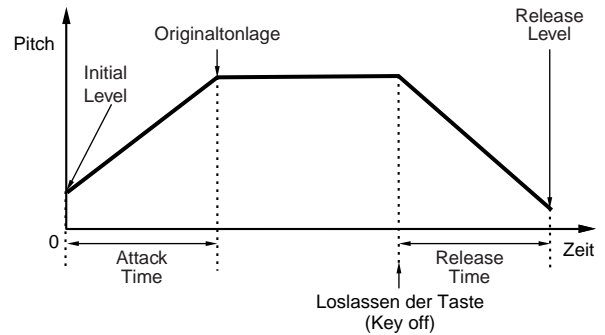 Release
Level
Pitch
Originaltonlage
Initial
Level
0
Attack
Time
Release
Time
Zeit
Loslassen der Taste
(Key off)